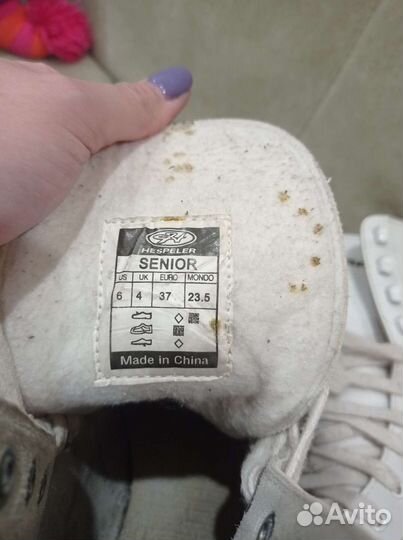 HESPELER
SENIOR
US UK EURO MONDO
6 4 37 23.5
Made in China
Avito